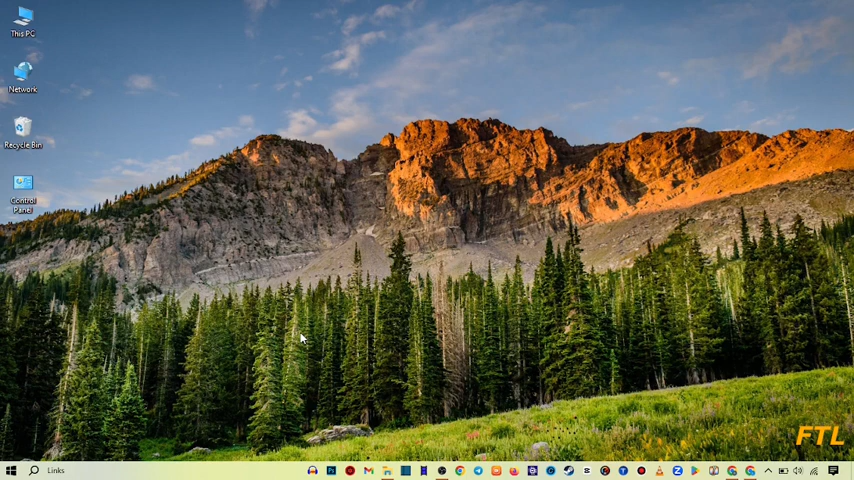 This PC
Network
Recycle Bin
Control
Panel
FTL
Links